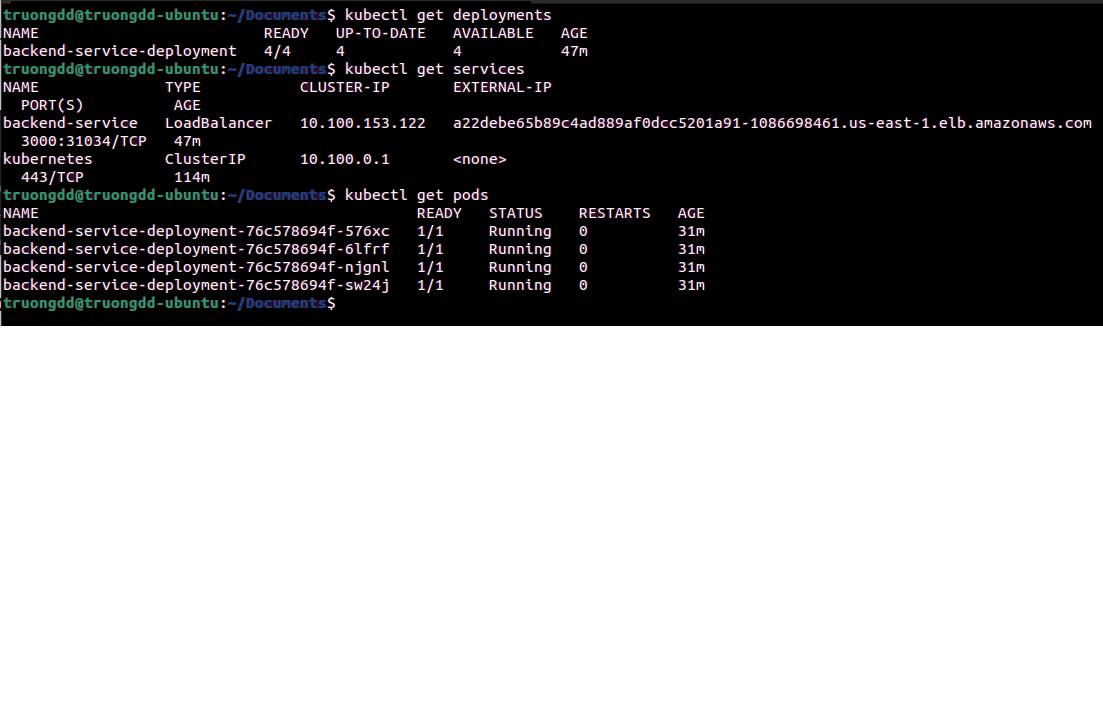 truongdd@truongdd-ubuntu:~/Documents$ kubectl get deployments
NAME                         READY   UP-TO-DATE   AVAILABLE   AGE
backend-service-deployment   4/4     4            4           47m
truongdd@truongdd-ubuntu:~/Documents$ kubectl get services
NAME              TYPE           CLUSTER-IP       EXTERNAL-IP
  PORT(S)          AGE
backend-service   LoadBalancer   10.100.153.122   a22debe65b89c4ad889af0dcc5201a91-1086698461.us-east-1.elb.amazonaws.com
  3000:31034/TCP   47m
kubernetes        ClusterIP      10.100.0.1       <none>
  443/TCP          114m
truongdd@truongdd-ubuntu:~/Documents$ kubectl get pods
NAME                                          READY   STATUS    RESTARTS   AGE
backend-service-deployment-76c578694f-576xc   1/1     Running   0          31m
backend-service-deployment-76c578694f-6lfrf   1/1     Running   0          31m
backend-service-deployment-76c578694f-njgnl   1/1     Running   0          31m
backend-service-deployment-76c578694f-sw24j   1/1     Running   0          31m
truongdd@truongdd-ubuntu:~/Documents$